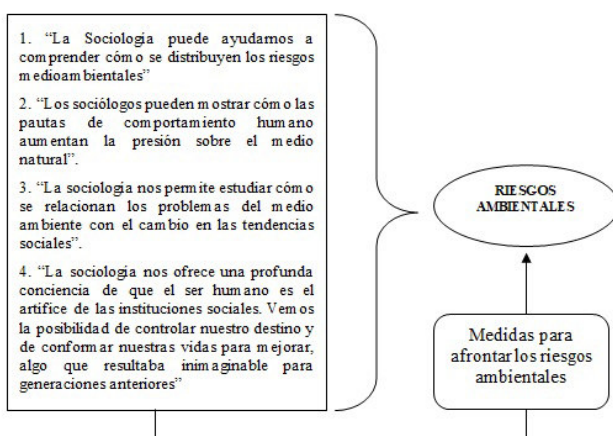 1. “La Sociología puede ayudarnos a
comprender cómo se distribuyen los riesgos
medioambientales”
2. “Los sociólogos pueden mostrar cómo las
pautas de comportamiento humano
aumentan la presión sobre el medio
natural”.
3. “La sociología nos permite estudiar cómo
se relacionan los problemas del medio
ambiente con el cambio en las tendencias
sociales”.
4. “La sociología nos ofrece una profunda
conciencia de que el ser humano es el
artífice de las instituciones sociales. Vemos
la posibilidad de controlar nuestro destino y
de conformar nuestras vidas para mejorar,
algo que resultaba inimaginable para
generaciones anteriores”
RIESGOS
AMBIENTALES
Medidas para
afrontar los riesgos
ambientales